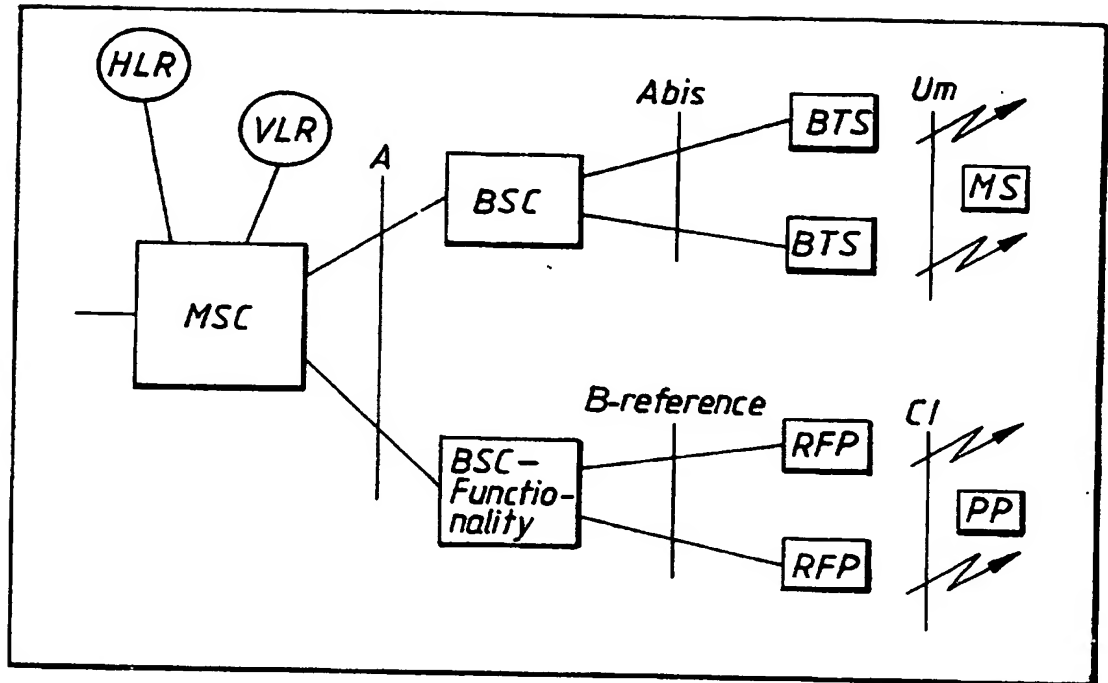 HLR
VLR
A
Abis
Um
BTS
BSC
MS
BTS
MSC
B-reference
CI
RFP
BSC-
Functio-
nality
PP
RFP